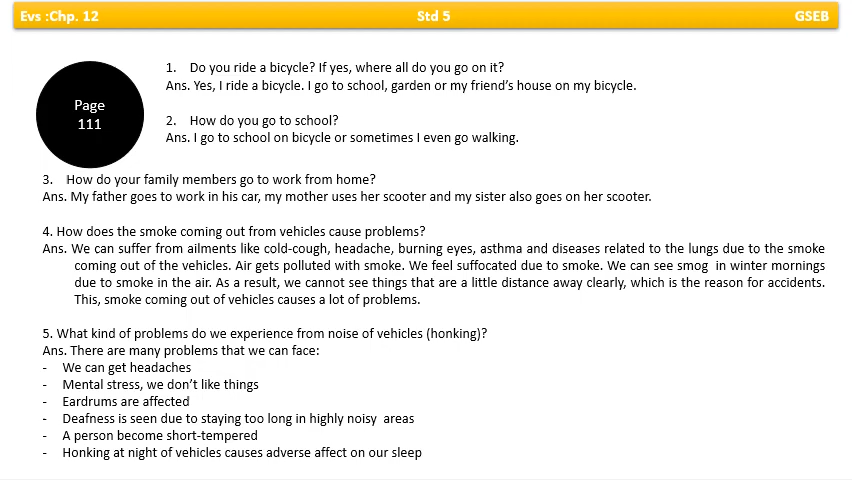 Evs :Chp. 12 Std 5 GSEB
Page
111
1. Do you ride a bicycle? If yes, where all do you go on it?
Ans. Yes, I ride a bicycle. I go to school, garden or my friend's house on my bicycle.
2. How do you go to school?
Ans. I go to school on bicycle or sometimes I even go walking.
3. How do your family members go to work from home?
Ans. My father goes to work in his car, my mother uses her scooter and my sister also goes on her scooter.
4. How does the smoke coming out from vehicles cause problems?
Ans. We can suffer from ailments like cold-cough, headache, burning eyes, asthma and diseases related to the lungs due to the smoke
coming out of the vehicles. Air gets polluted with smoke. We feel suffocated due to smoke. We can see smog in winter mornings
due to smoke in the air. As a result, we cannot see things that are a little distance away clearly, which is the reason for accidents.
This, smoke coming out of vehicles causes a lot of problems.
5. What kind of problems do we experience from noise of vehicles (honking)?
Ans. There are many problems that we can face:
- We can get headaches
- Mental stress, we don't like things
- Eardrums are affected
- Deafness is seen due to staying too long in highly noisy areas
- A person become short-tempered
- Honking at night of vehicles causes adverse affect on our sleep